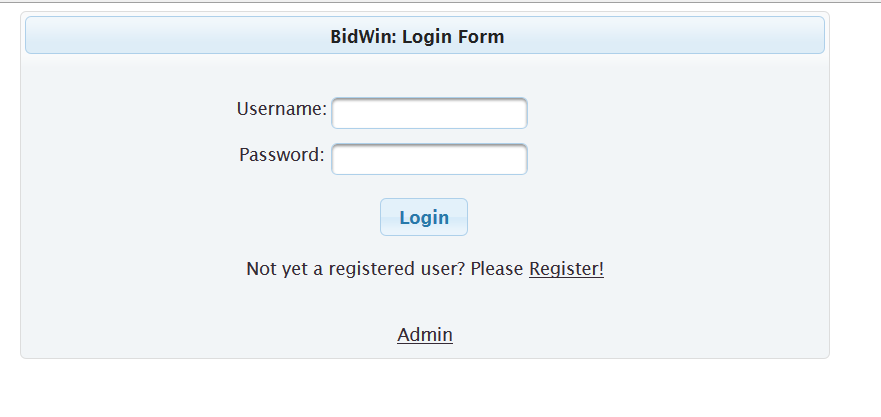 BidWin: Login Form
Username:
Password:
Login
Not yet a registered user? Please Register!
Admin